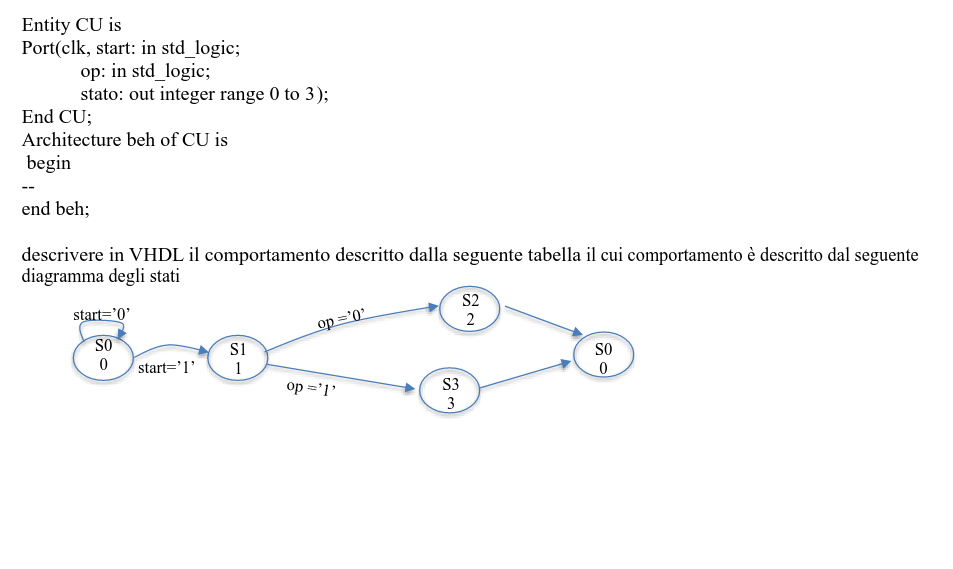 Entity CU is
Port(clk, start: in std_logic;
op: in std_logic;
stato: out integer range 0 to 3);
End CU;
Architecture beh of CU is
begin
--
end beh;
descrivere in VHDL il comportamento descritto dalla seguente tabella il cui comportamento è descritto dal seguente
diagramma degli stati
start=’0’
S0
0
start=’1’
S1
1
op =’0’
op =’1’
S2
2
S3
3
S0
0